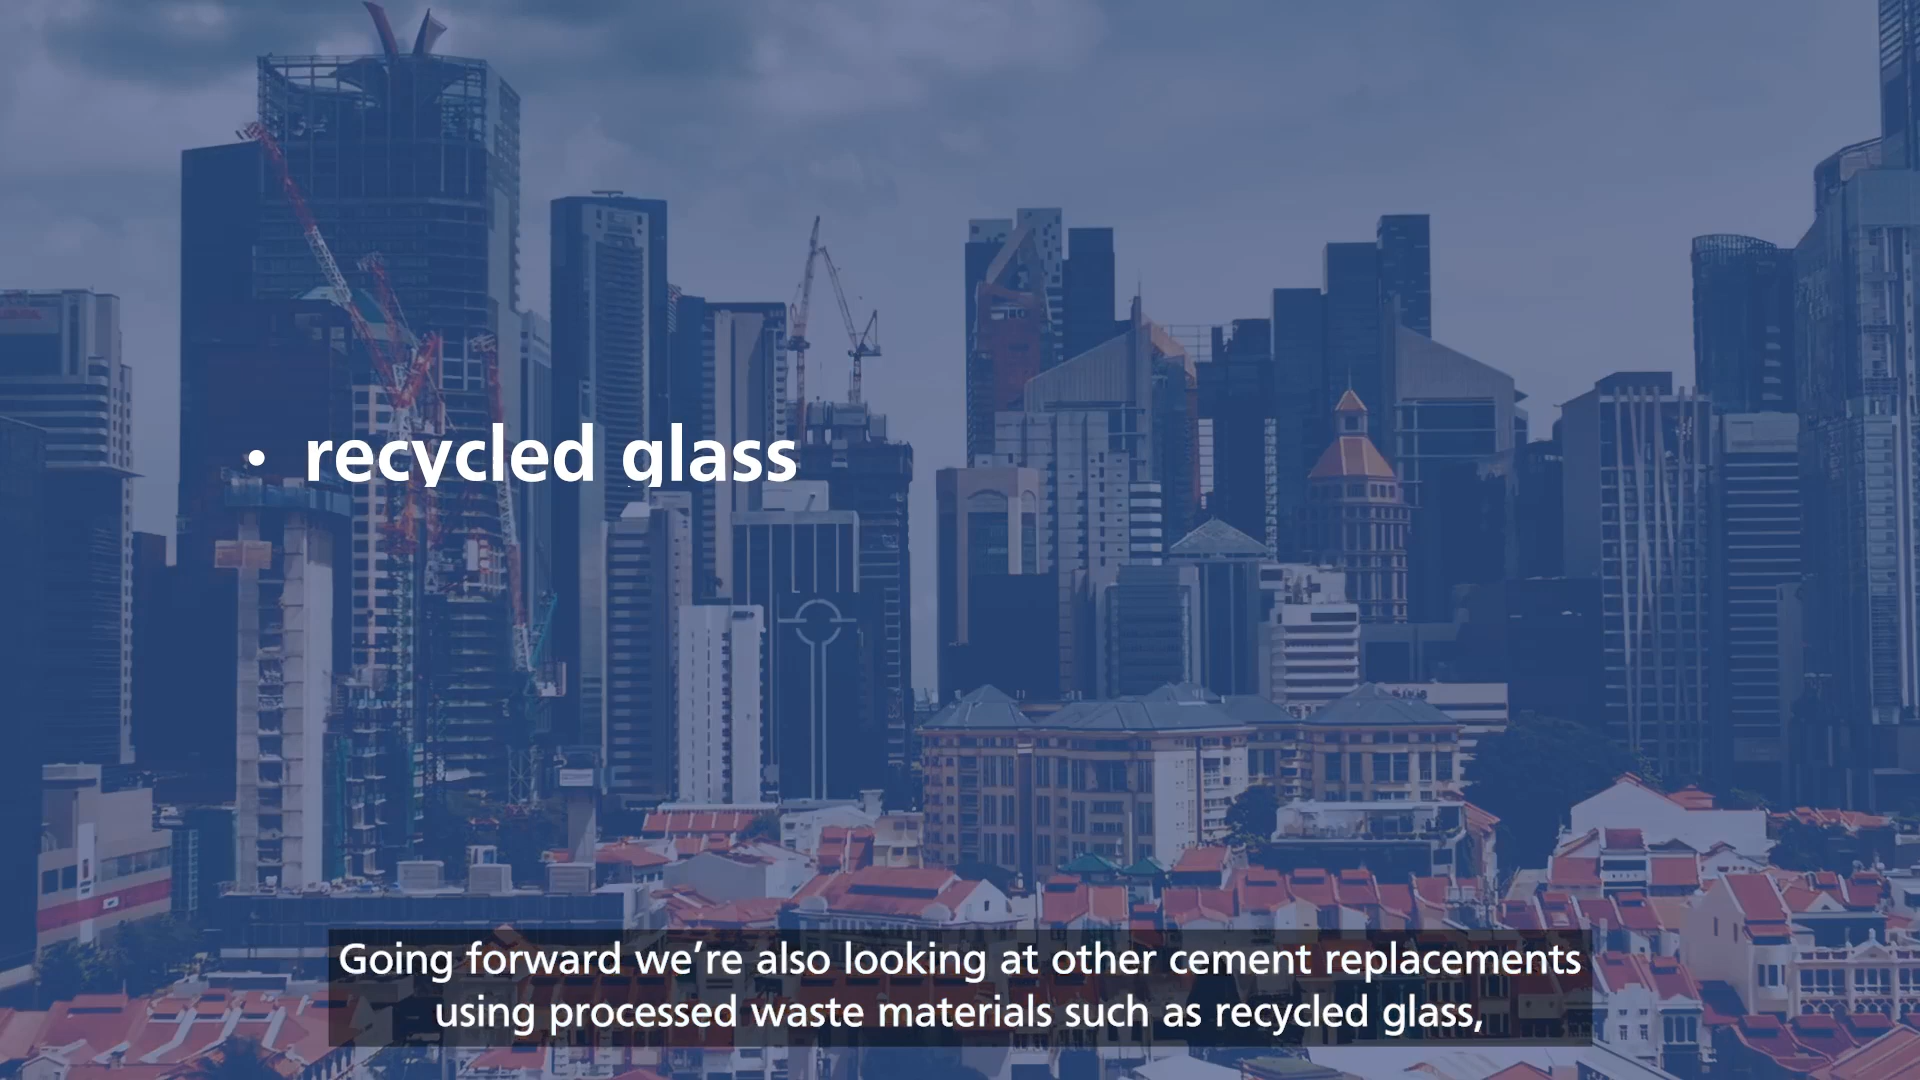 • recycled glass
Going forward we’re also looking at other cement replacements
using processed waste materials such as recycled glass,